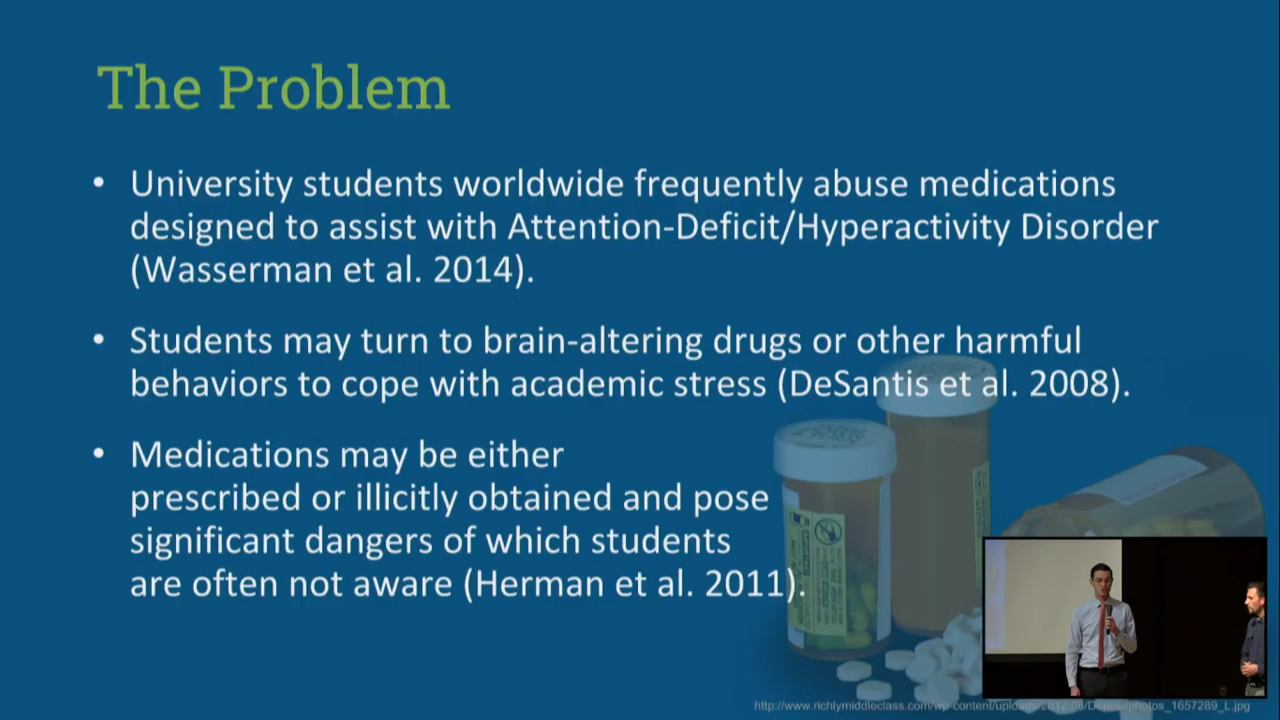 The Problem
• University students worldwide frequently abuse medications
designed to assist with Attention-Deficit/Hyperactivity Disorder
(Wasserman et al. 2014).
• Students may turn to brain-altering drugs or other harmful
behaviors to cope with academic stress (DeSantis et al. 2008).
• Medications may be either
prescribed or illicitly obtained and pose
significant dangers of which students
are often not aware (Herman et al. 2011).